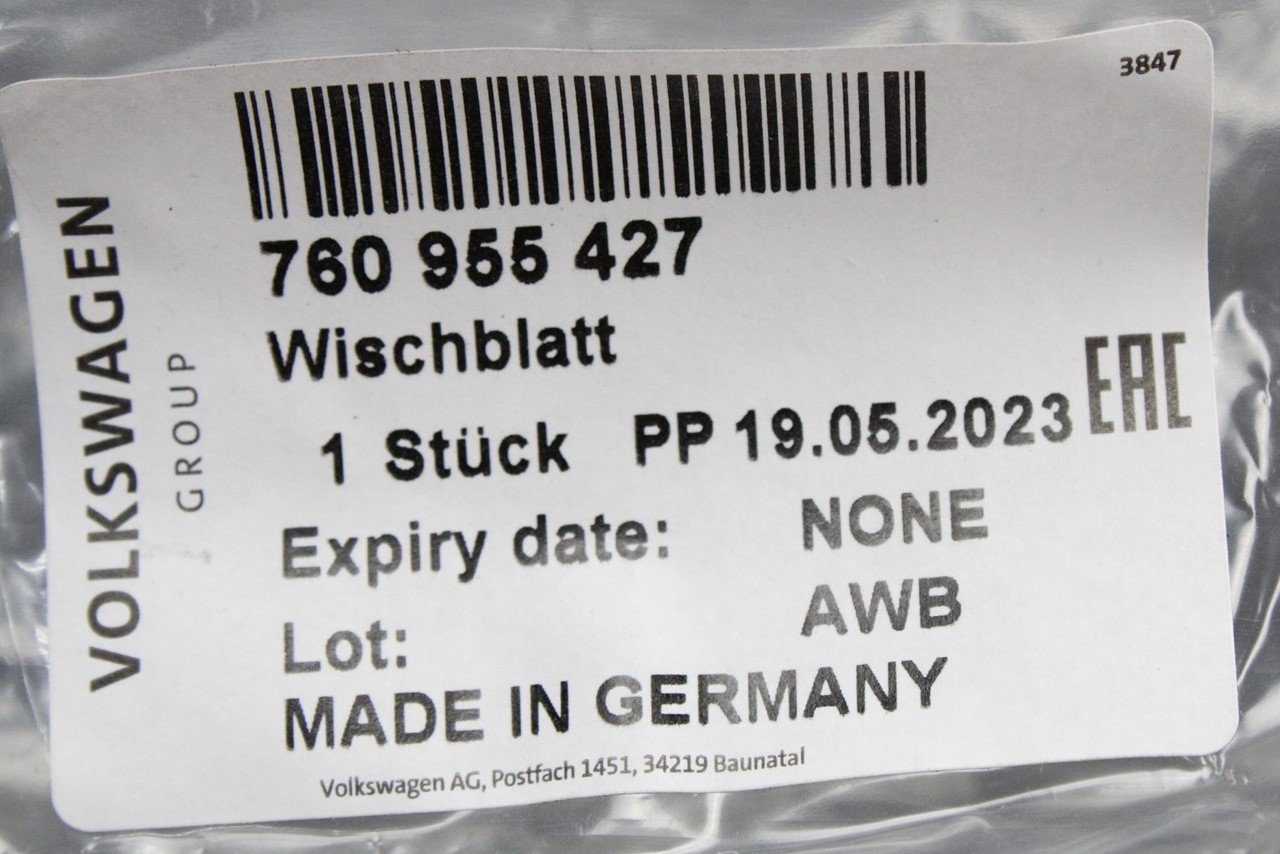 3847
VOLKSWAGEN
GROUP
760 955 427
Wischblatt
1 Stück PP 19.05.2023
EAC
Expiry date: NONE
Lot: AWB
MADE IN GERMANY
Volkswagen AG, Postfach 1451, 34219 Baunatal